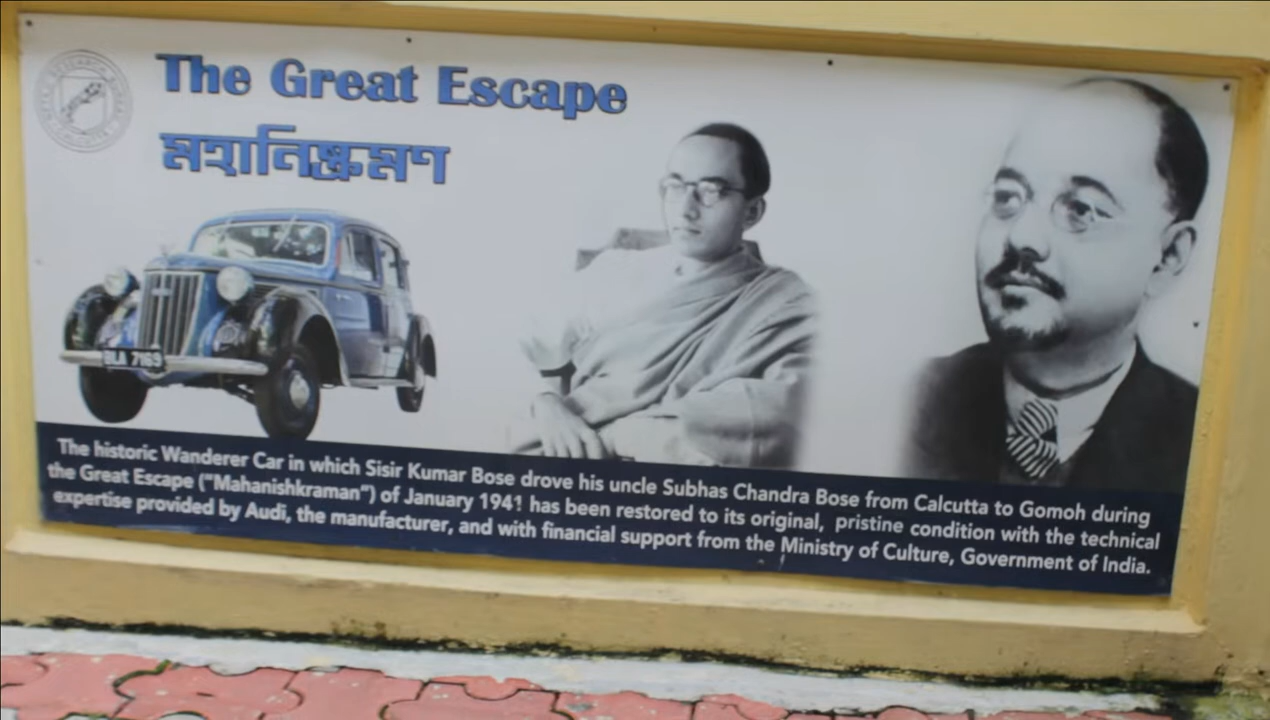 The Great Escape
মহানিষ্ক্রমণ
BLA 7169
The historic Wanderer Car in which Sisir Kumar Bose drove his uncle Subhas Chandra Bose from Calcutta to Gomoh during
the Great Escape ("Mahanishkraman") of January 1941 has been restored to its original, pristine condition with the technical
expertise provided by Audi, the manufacturer, and with financial support from the Ministry of Culture, Government of India.